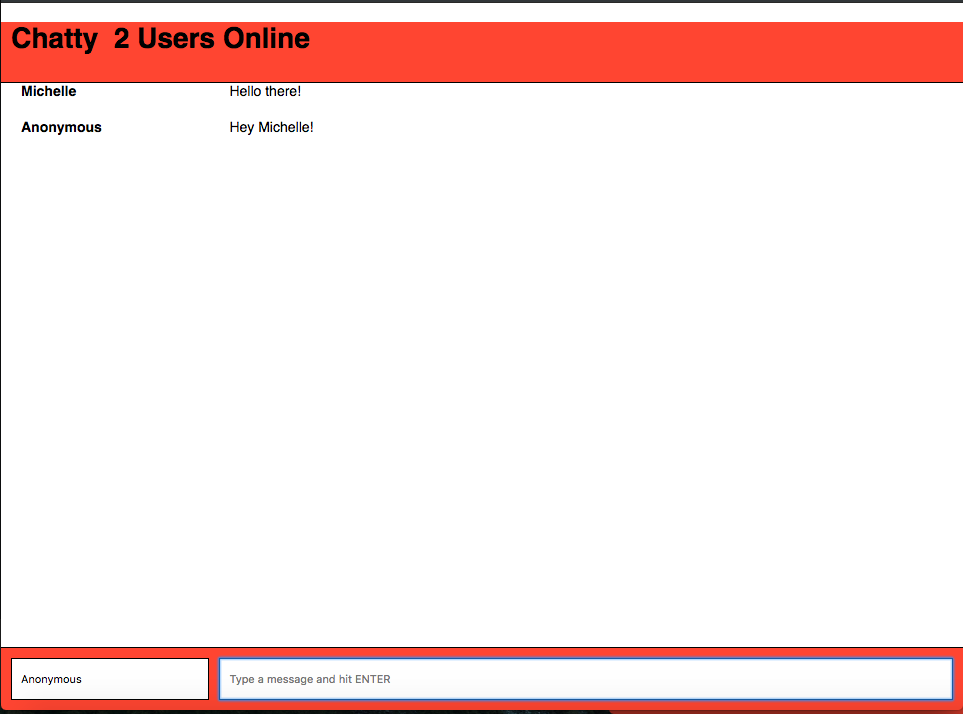 Chatty 2 Users Online
Michelle Hello there!
Anonymous Hey Michelle!
Anonymous Type a message and hit ENTER